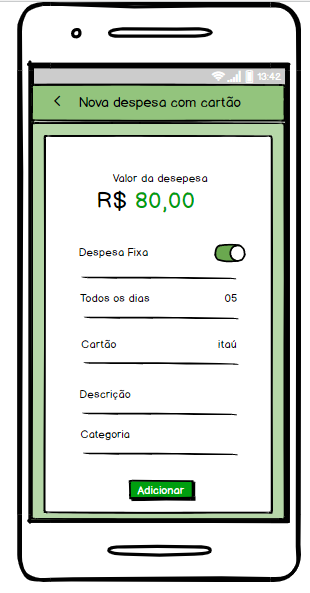 13:42
< Nova despesa com cartão
Valor da desepesa
R$ 80,00
Despesa Fixa
Todos os dias 05
Cartão itaú
Descrição
Categoria
Adicionar